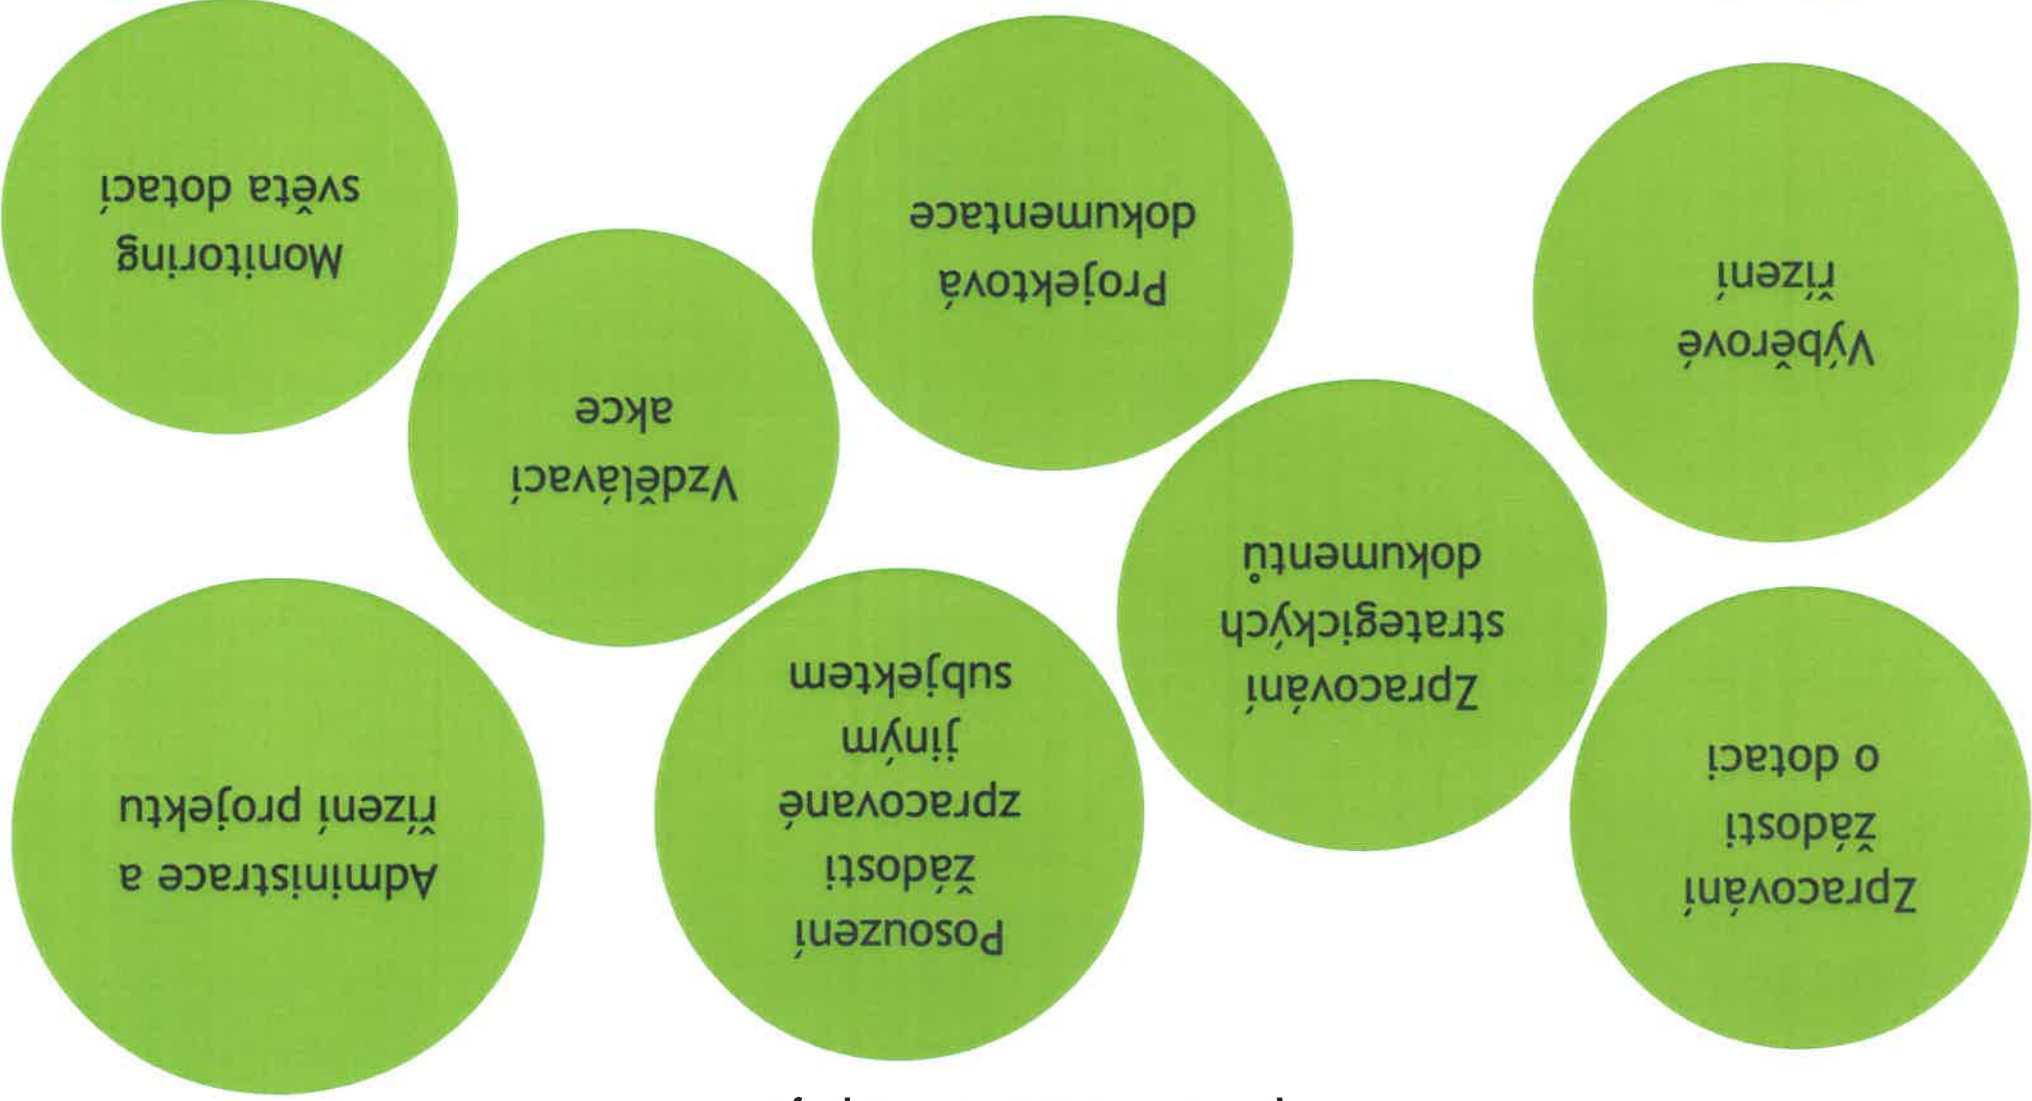 Zpracování
žádosti
o dotaci
Posouzení
žádosti
zpracované
jiným
subjektem
Administrace a
řízení projektu
Zpracování
strategických
dokumentů
Vzdělávací
akce
Výběrové
řízení
Projektová
dokumentace
Monitoring
světa dotací